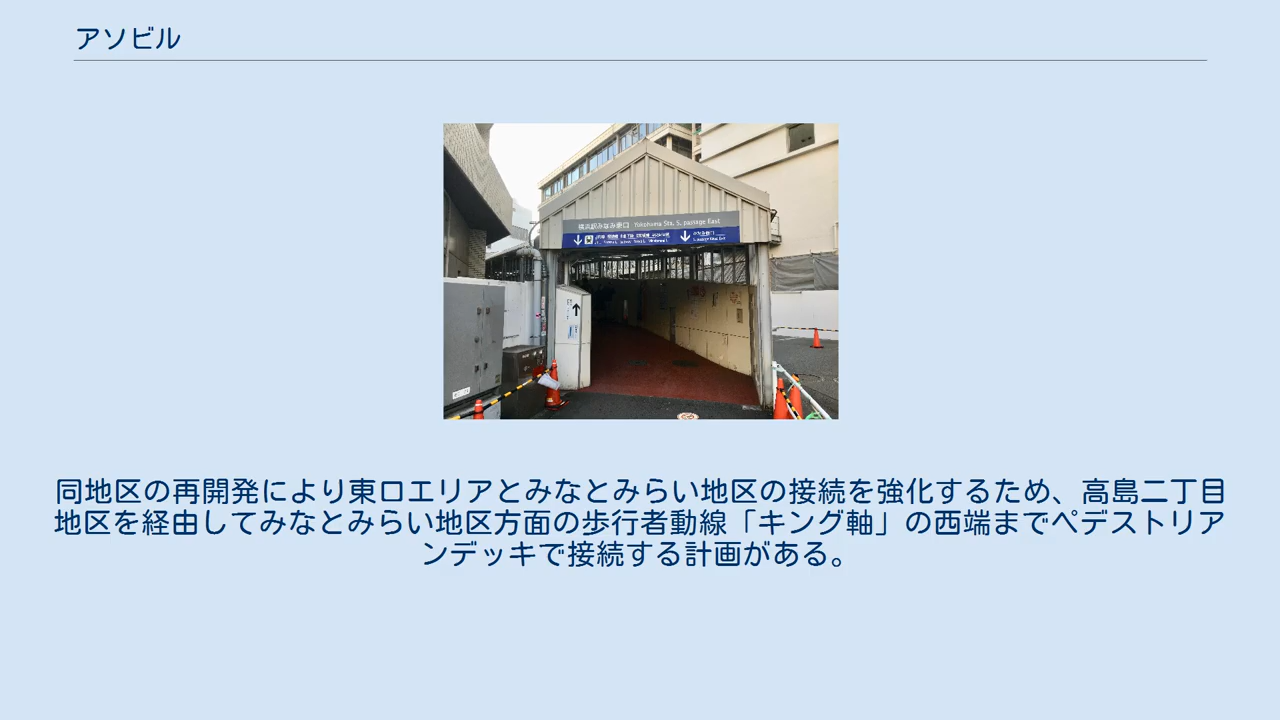 アソビル
横浜駅みなみ東口 Yokohama Sta. S. passage East
同地区の再開発により東口エリアとみなとみらい地区の接続を強化するため、高島二丁目
地区を経由してみなとみらい地区方面の歩行者動線「キング軸」の西端までペデストリア
ンデッキで接続する計画がある。